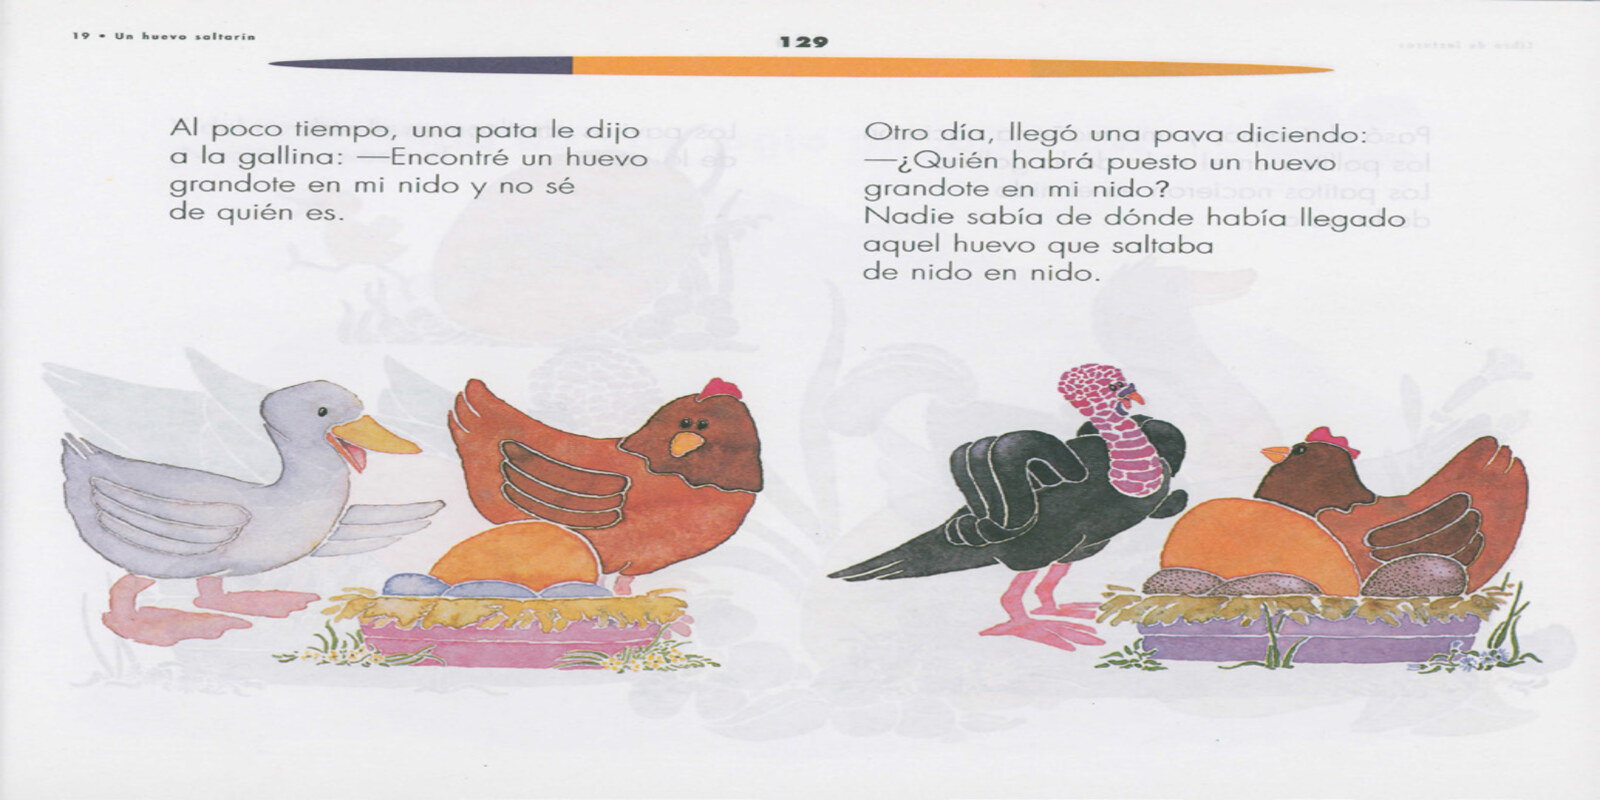 19 • Un huevo saltarín
129
Al poco tiempo, una pata le dijo
a la gallina: —Encontré un huevo
grandote en mi nido y no sé
de quién es.
Otro día, llegó una pava diciendo:
—¿Quién habrá puesto un huevo
grandote en mi nido?
Nadie sabía de dónde había llegado
aquel huevo que saltaba
de nido en nido.